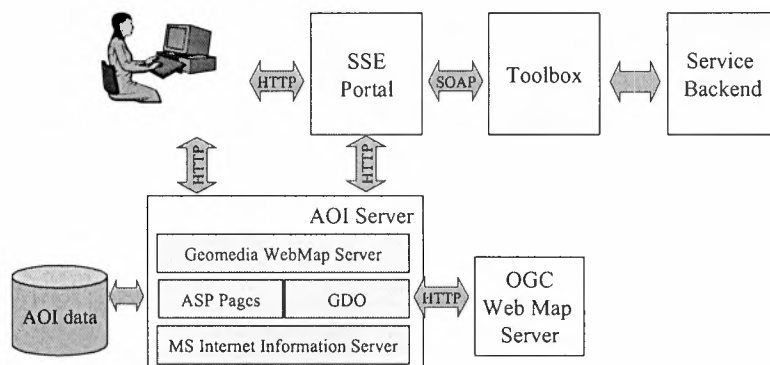 SSE
Portal
Toolbox
Service
Backend
HTTP
SOAP
HTTP
HTTP
AOI Server
Geomedia WebMap Server
ASP Pages
GDO
MS Internet Information Server
AOI data
HTTP
OGC
Web Map
Server